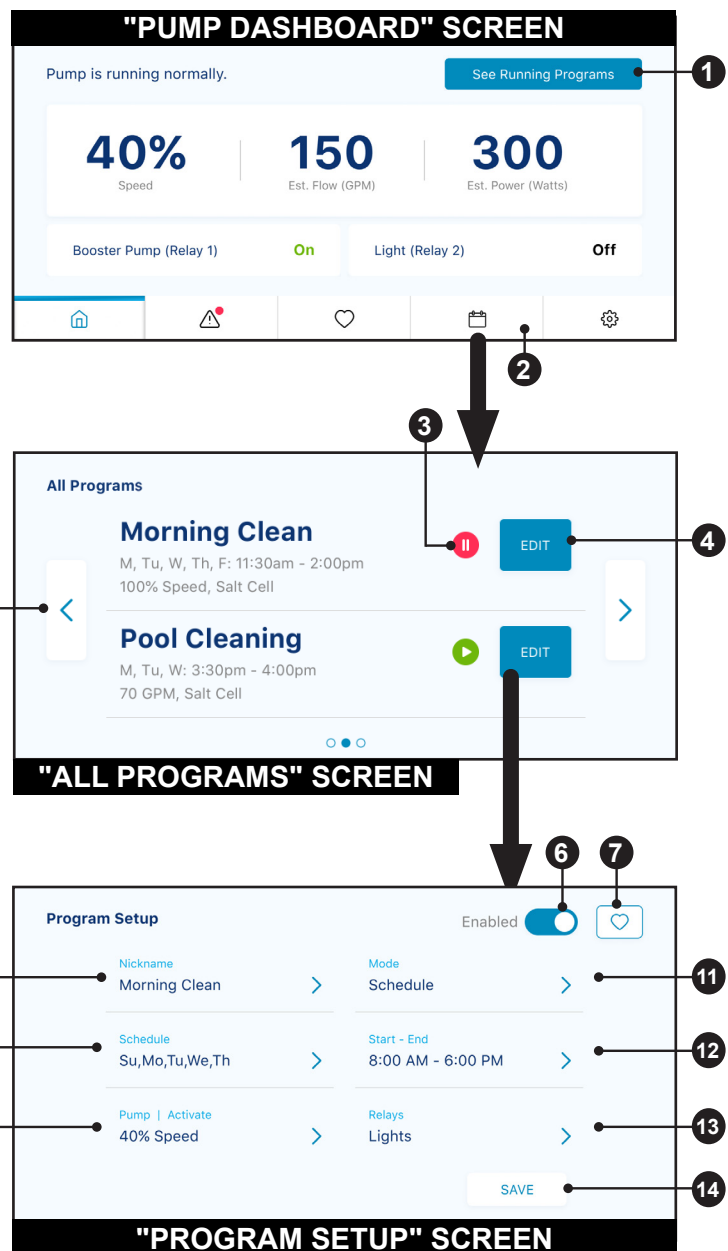 "PUMP DASHBOARD" SCREEN
Pump is running normally.
See Running Programs
1
40%
150
300
Speed
Est. Flow (GPM)
Est. Power (Watts)
Booster Pump (Relay 1)
On
Light (Relay 2)
Off
2
3
All Programs
Morning Clean
EDIT
4
M, Tu, W, Th, F: 11:30am - 2:00pm
100% Speed, Salt Cell
Pool Cleaning
EDIT
M, Tu, W: 3:30pm - 4:00pm
70 GPM, Salt Cell
"ALL PROGRAMS" SCREEN
6
7
Program Setup
Enabled
Nickname
Morning Clean
Mode
Schedule
11
Schedule
Su,Mo,Tu,We,Th
Start - End
8:00 AM - 6:00 PM
12
Pump | Activate
40% Speed
Relays
Lights
13
SAVE
14
"PROGRAM SETUP" SCREEN